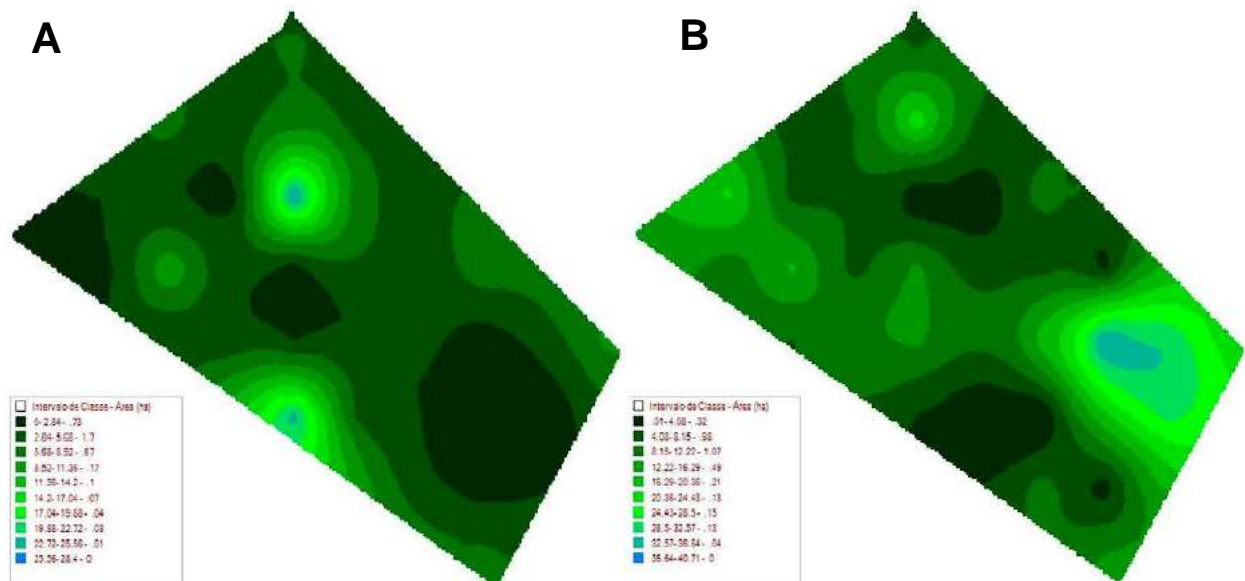 A
B
Intervalo de Classe - Área (ha)
0-2.84 - .73
2.84-5.68 - 1.7
5.68-8.52 - .67
8.52-11.36 - .17
11.36-14.2 - .1
14.2-17.04 - .07
17.04-19.88 - .04
19.88-22.72 - .03
22.72-25.56 - .01
25.56-28.4 - 0
Intervalo de Classe - Área (ha)
.01-4.08 - .32
4.08-8.15 - .98
8.15-12.22 - 1.07
12.22-16.29 - .49
16.29-20.36 - .21
20.36-24.43 - .13
24.43-28.5 - .15
28.5-32.57 - .18
32.57-36.64 - .04
36.64-40.71 - 0